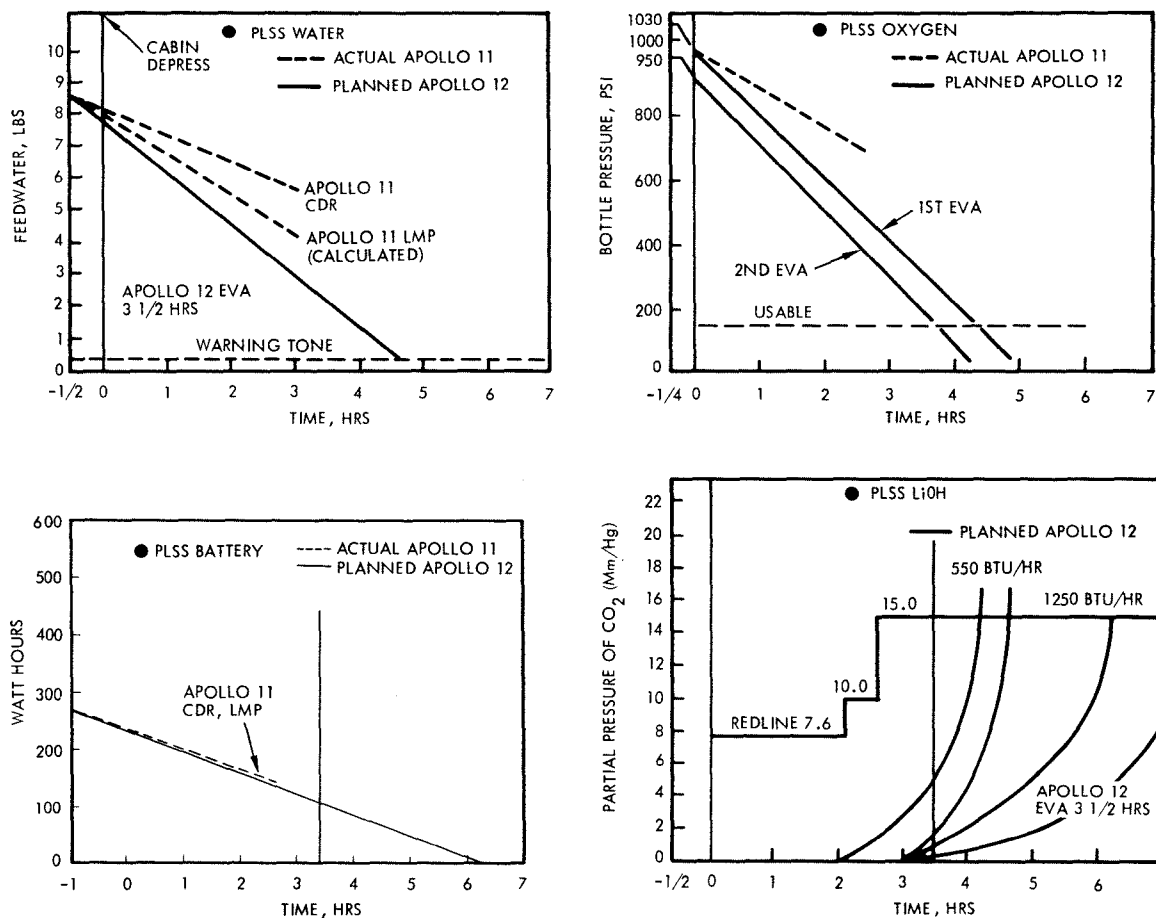 ● PLSS WATER
--- ACTUAL APOLLO 11
— PLANNED APOLLO 12
CABIN
DEPRESS
10
9
8
7
6
5
4
3
2
1
0
FEEDWATER, LBS
APOLLO 11
CDR
APOLLO 11 LMP
(CALCULATED)
APOLLO 12 EVA
3 1/2 HRS
WARNING TONE
-1/2 0 1 2 3 4 5 6 7
TIME, HRS
● PLSS OXYGEN
--- ACTUAL APOLLO 11
— PLANNED APOLLO 12
1030
1000
950
800
600
400
200
0
BOTTLE PRESSURE, PSI
1ST EVA
2ND EVA
USABLE
-1/4 0 1 2 3 4 5 6 7
TIME, HRS
● PLSS BATTERY
---- ACTUAL APOLLO 11
— PLANNED APOLLO 12
600
500
400
300
200
100
0
WATT HOURS
APOLLO 11
CDR, LMP
-1 0 1 2 3 4 5 6 7
TIME, HRS
● PLSS LiOH
— PLANNED APOLLO 12
22
20
18
16
14
12
10
8
6
4
2
0
PARTIAL PRESSURE OF CO2 (Mm/Hg)
550 BTU/HR
15.0
1250 BTU/HR
10.0
REDLINE 7.6
APOLLO 12
EVA 3 1/2 HRS
-1/2 0 1 2 3 4 5 6
TIME, HRS